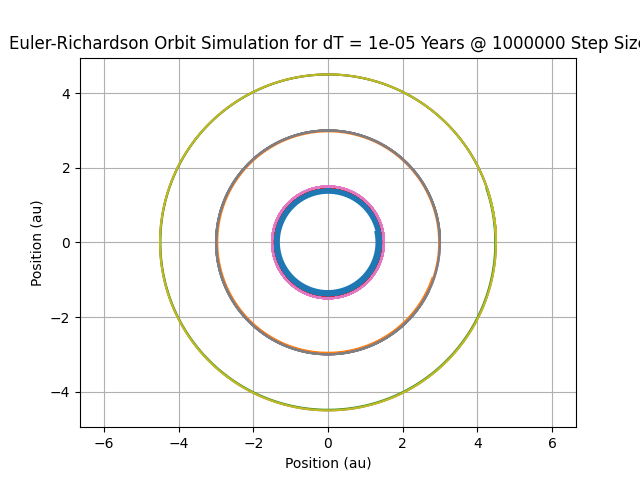 Euler-Richardson Orbit Simulation for dT = 1e-05 Years @ 1000000 Step Size
4
2
0
−2
−4
Position (au)
−6 −4 −2 0 2 4 6
Position (au)